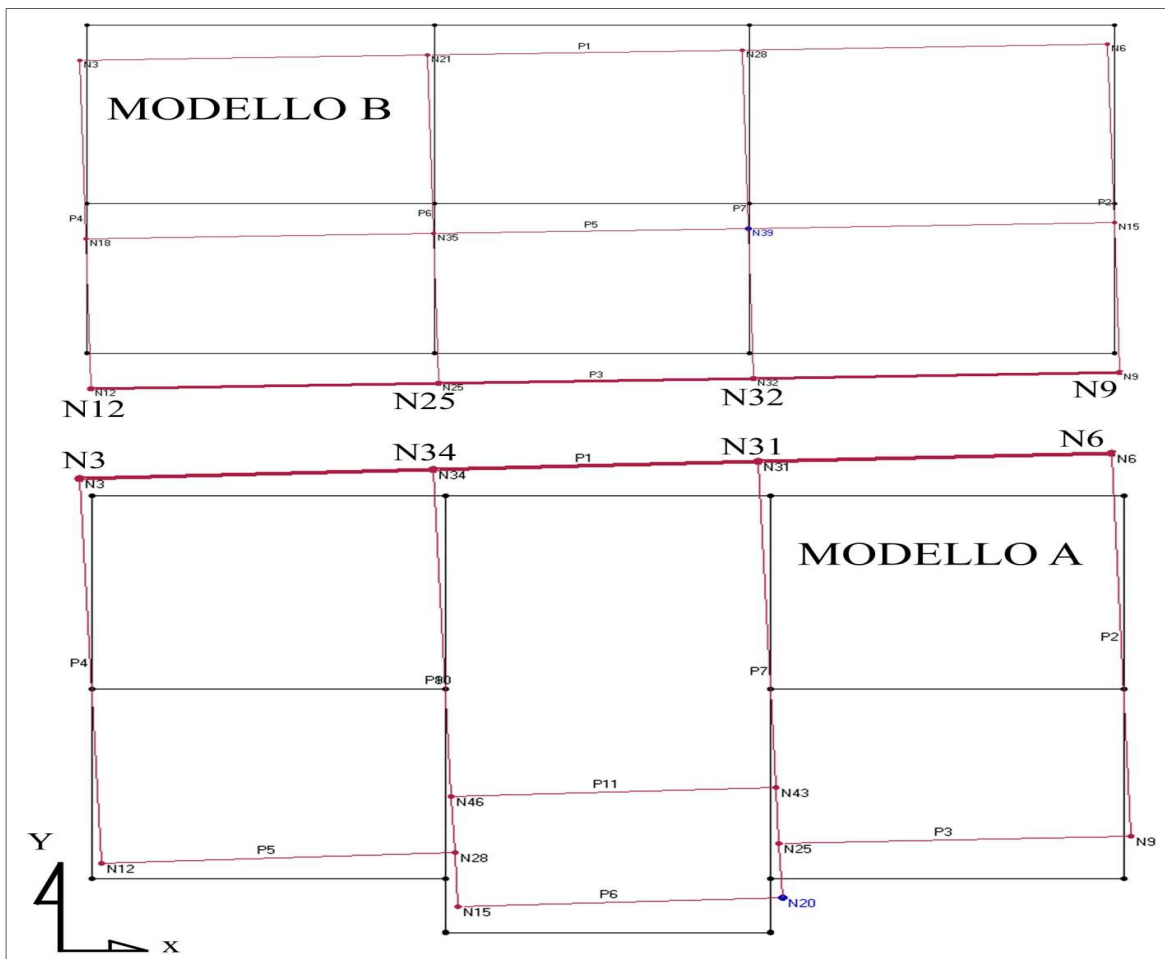 P1
N3 N21 N28 N6
MODELLO B
P4 P6 P7 P2
N18 N35 P5 N39 N15
N12 N25 P3 N32 N9
N12 N25 N32 N9
N3 N34 N31 N6
N3 N34 P1 N31 N6
MODELLO A
P4 P7 P2
N46 P11 N43
N12 P5 N28 N25 P3 N9
N15 P6 N20
Y
X